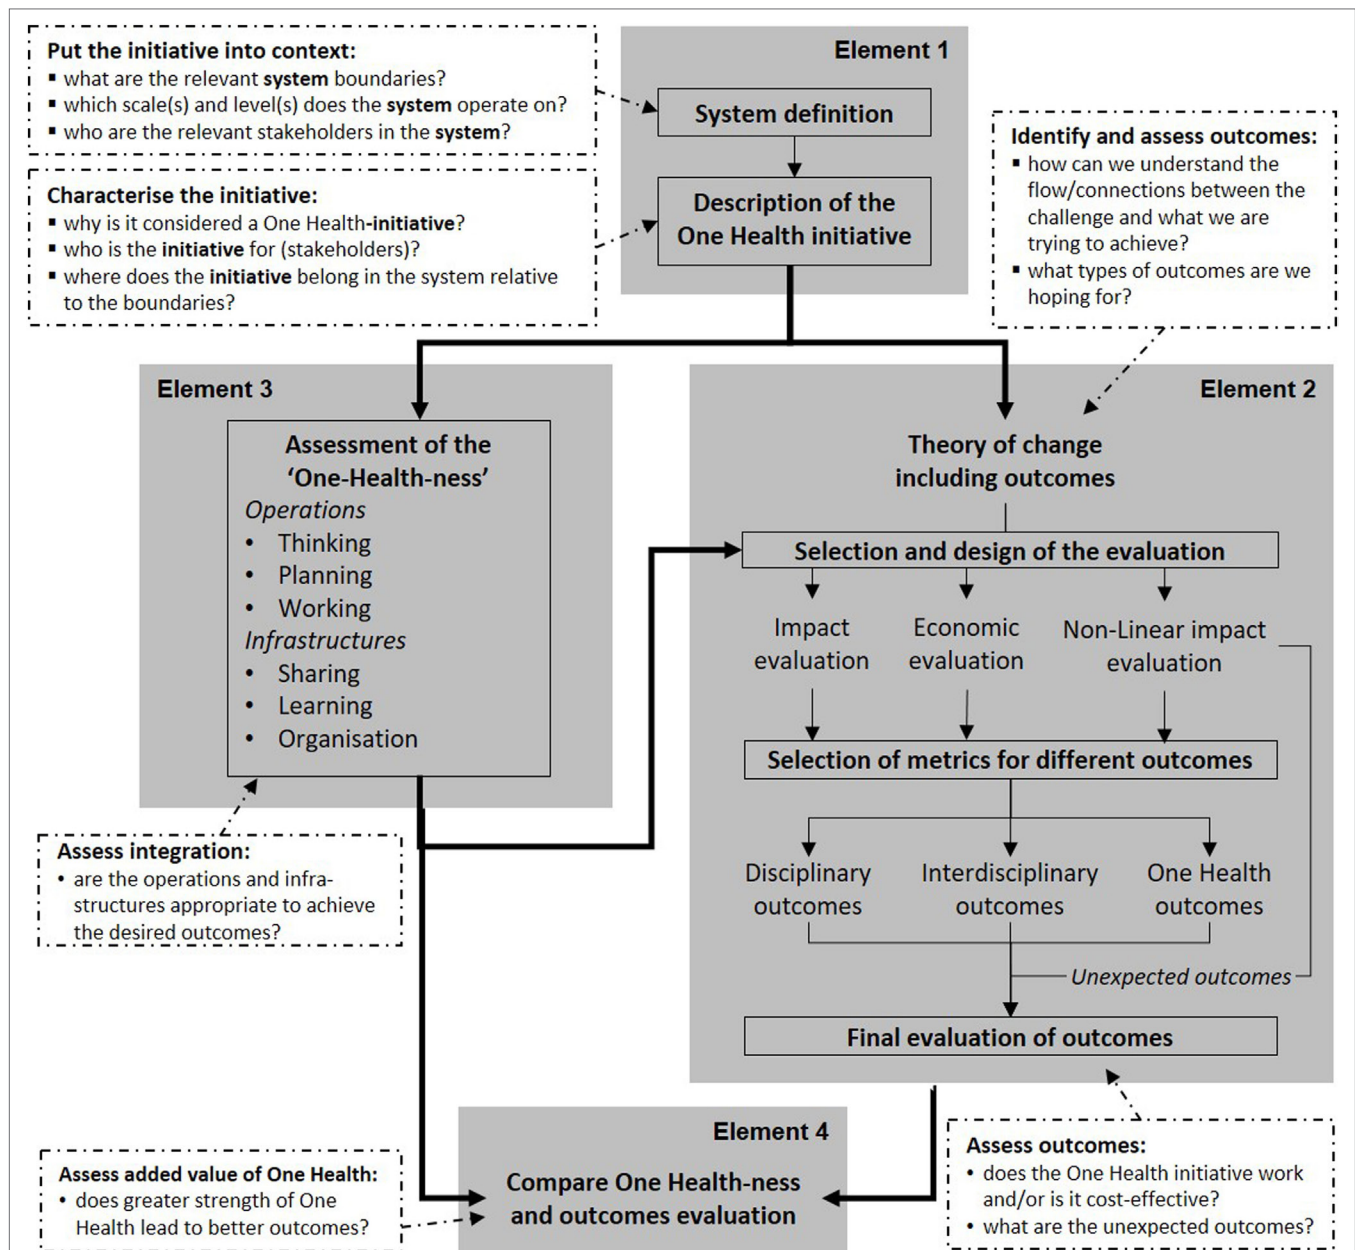 Put the initiative into context:
▪ what are the relevant system boundaries?
▪ which scale(s) and level(s) does the system operate on?
▪ who are the relevant stakeholders in the system?
Characterise the initiative:
▪ why is it considered a One Health-initiative?
▪ who is the initiative for (stakeholders)?
▪ where does the initiative belong in the system relative
to the boundaries?
Element 1
System definition
Description of the
One Health initiative
Identify and assess outcomes:
▪ how can we understand the
flow/connections between the
challenge and what we are
trying to achieve?
▪ what types of outcomes are we
hoping for?
Element 3
Assessment of the
‘One-Health-ness’
Operations
• Thinking
• Planning
• Working
Infrastructures
• Sharing
• Learning
• Organisation
Assess integration:
• are the operations and infra-
structures appropriate to achieve
the desired outcomes?
Element 2
Theory of change
including outcomes
Selection and design of the evaluation
Impact
evaluation
Economic
evaluation
Non-Linear impact
evaluation
Selection of metrics for different outcomes
Disciplinary
outcomes
Interdisciplinary
outcomes
One Health
outcomes
Unexpected outcomes
Final evaluation of outcomes
Element 4
Compare One Health-ness
and outcomes evaluation
Assess added value of One Health:
• does greater strength of One
Health lead to better outcomes?
Assess outcomes:
• does the One Health initiative work
and/or is it cost-effective?
• what are the unexpected outcomes?